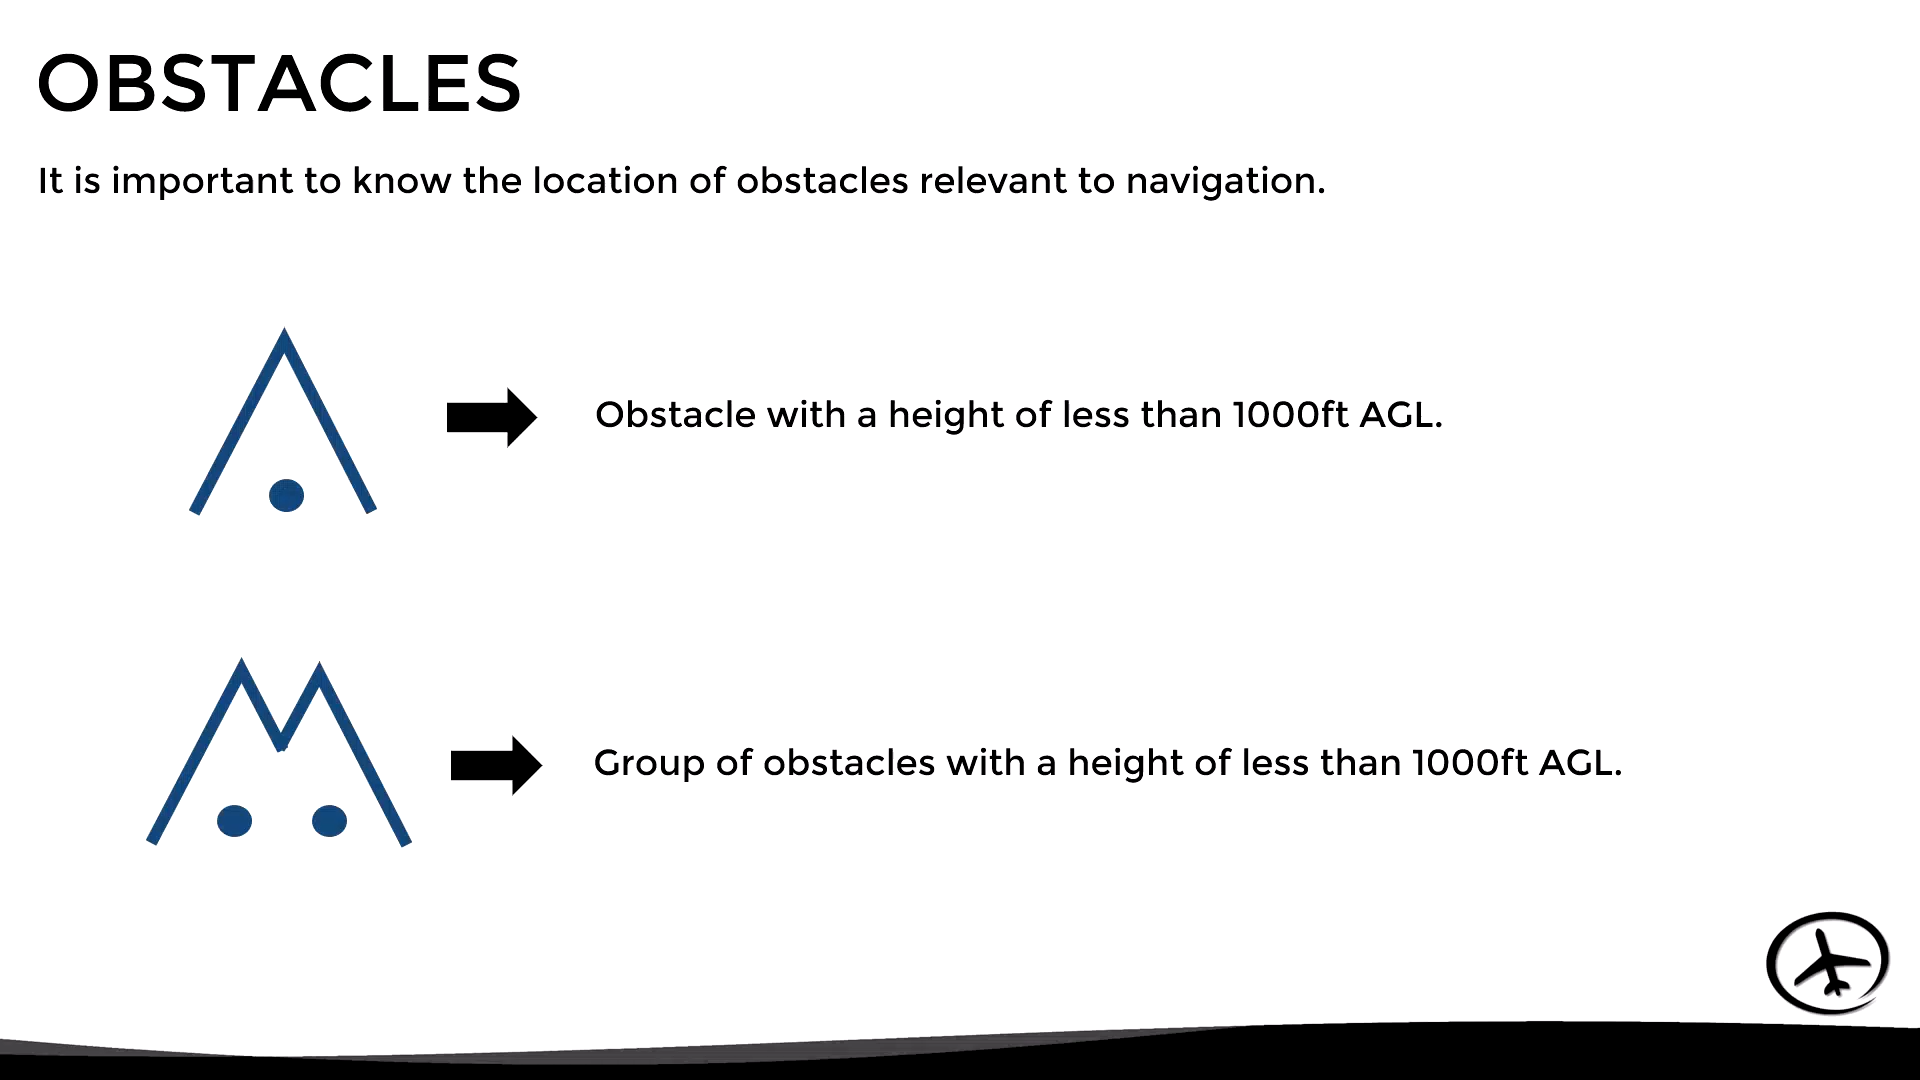 OBSTACLES
It is important to know the location of obstacles relevant to navigation.
Obstacle with a height of less than 1000ft AGL.
Group of obstacles with a height of less than 1000ft AGL.